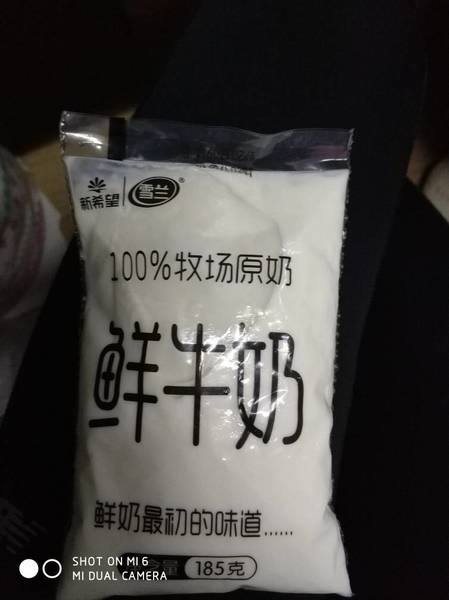 新希望 雪兰®
100%牧场原奶
鲜牛奶
鲜奶最初的味道......
量 185克
SHOT ON MI 6
MI DUAL CAMERA